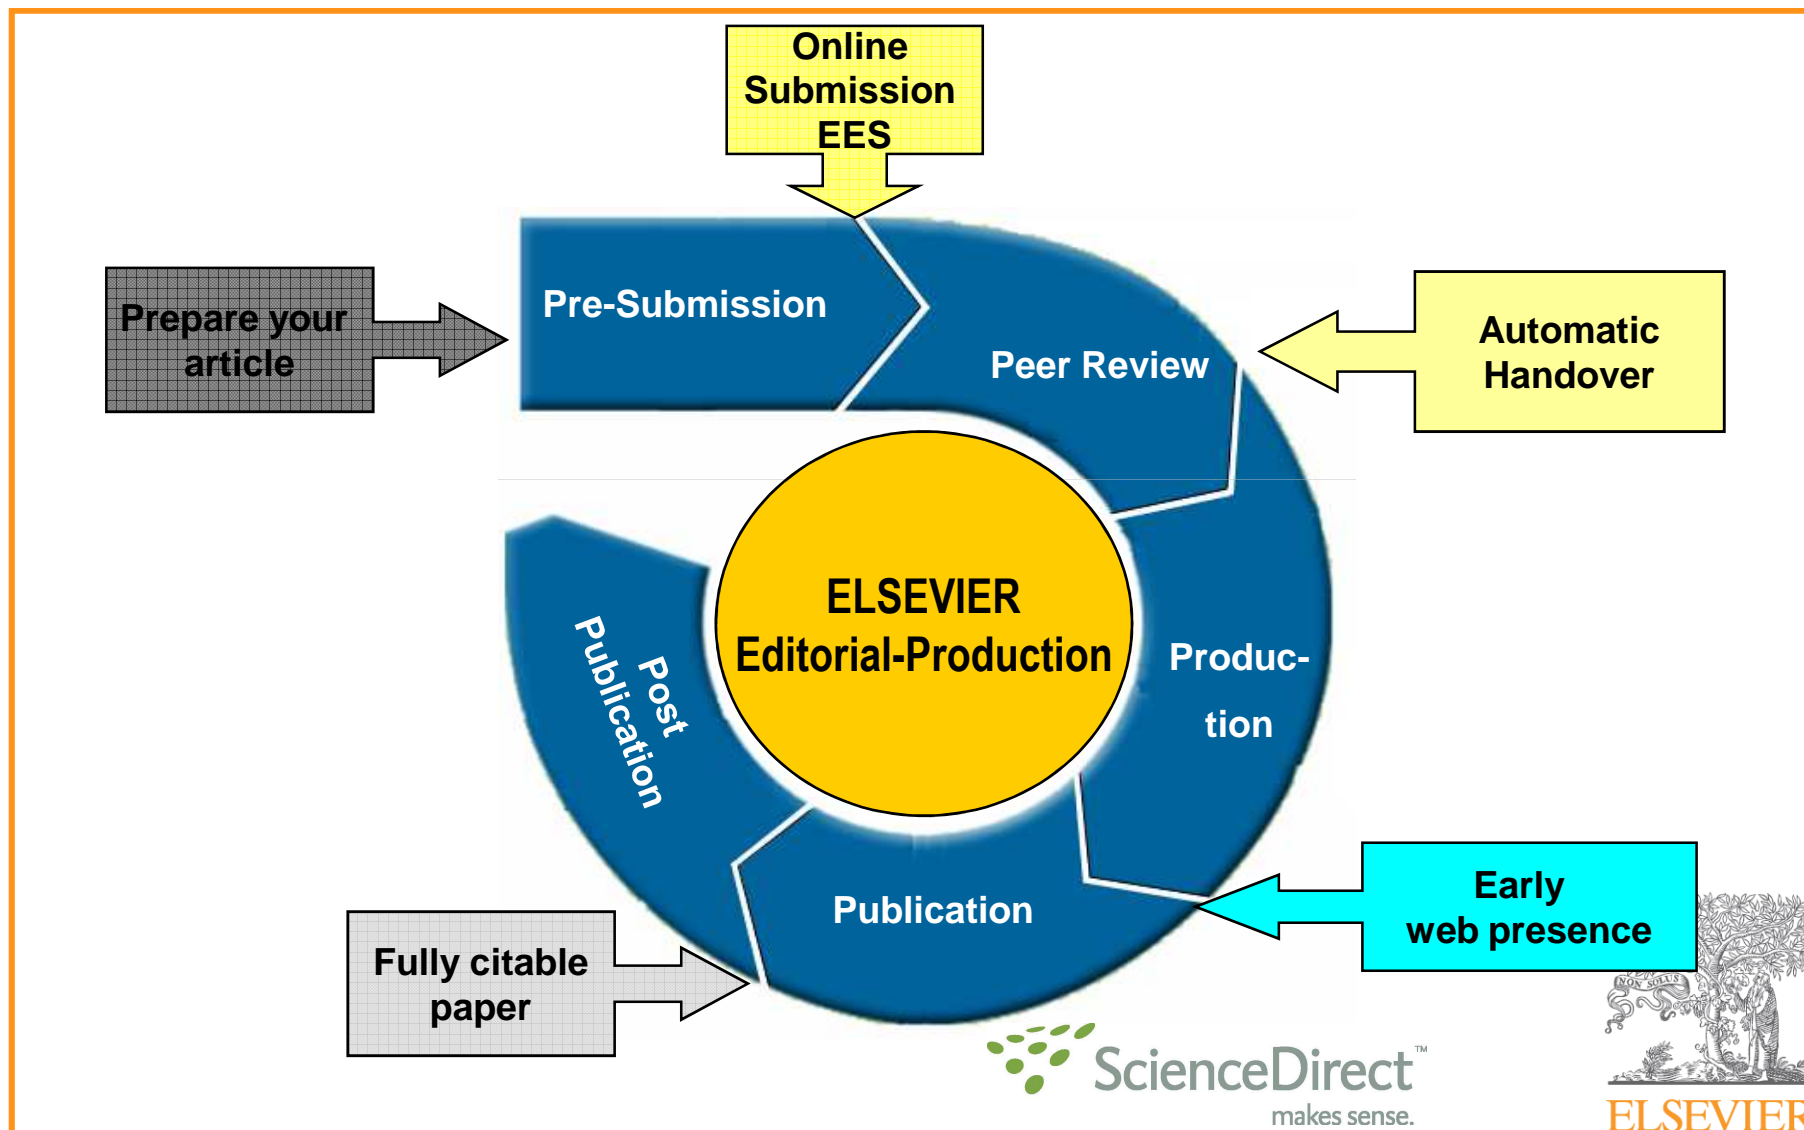 Online
Submission
EES
Prepare your
article
Pre-Submission
Peer Review
Automatic
Handover
ELSEVIER
Editorial-Production
Produc-
tion
Post
Publication
Publication
Early
web presence
Fully citable
paper
NON SOLUS
ScienceDirect™
makes sense.
ELSEVIER